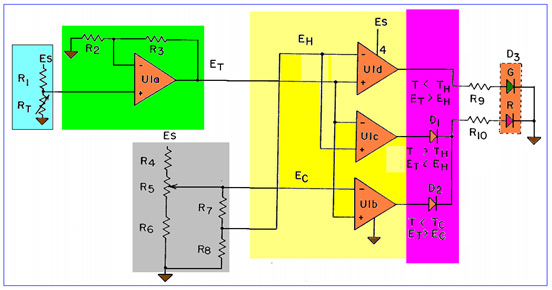 Es
R1
RT
R2
R3
-
U1a
+
ET
EH
Es
4
-
U1d
+
T < TH
ET > EH
R9
D3
G
R
R10
-
U1c
+
D1
T > TH
ET < EH
Es
R4
R5
R6
R7
R8
EC
-
U1b
+
D2
T < TC
ET > EC